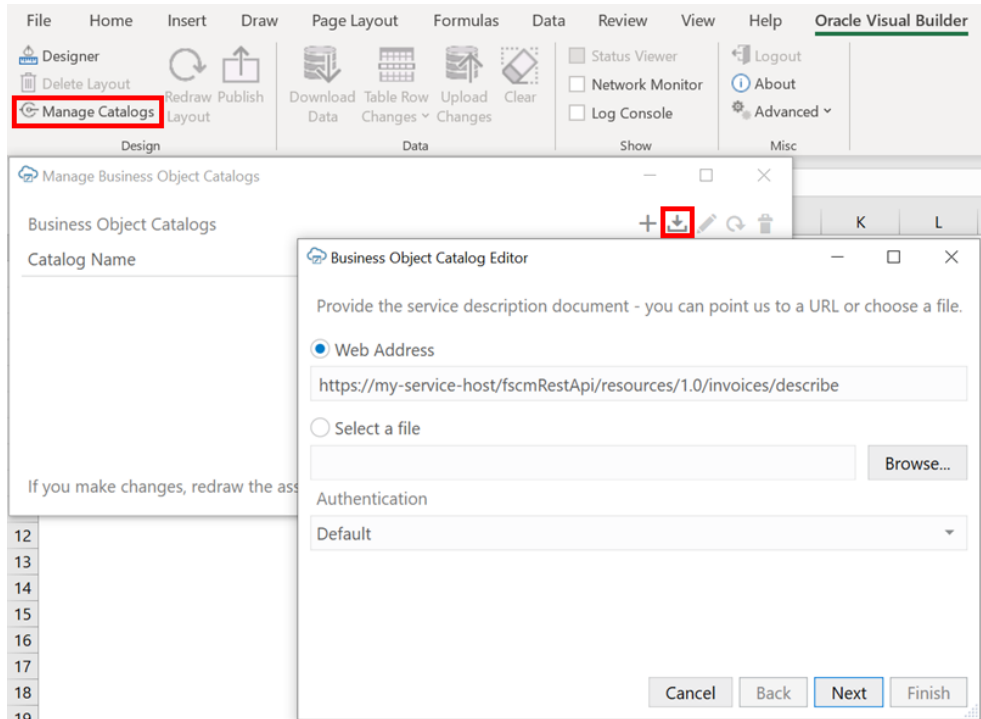 File Home Insert Draw Page Layout Formulas Data Review View Help Oracle Visual Builder
Designer
Delete Layout
Manage Catalogs
Redraw Layout
Publish
Design
Download Data
Table Row Changes
Upload Changes
Clear
Data
Status Viewer
Network Monitor
Log Console
Show
Logout
About
Advanced
Misc
Manage Business Object Catalogs
Business Object Catalogs
Catalog Name
If you make changes, redraw the ass
K L
Business Object Catalog Editor
Provide the service description document - you can point us to a URL or choose a file.
Web Address
https://my-service-host/fscmRestApi/resources/1.0/invoices/describe
Select a file
Browse...
Authentication
Default
Cancel Back Next Finish
12
13
14
15
16
17
18
19